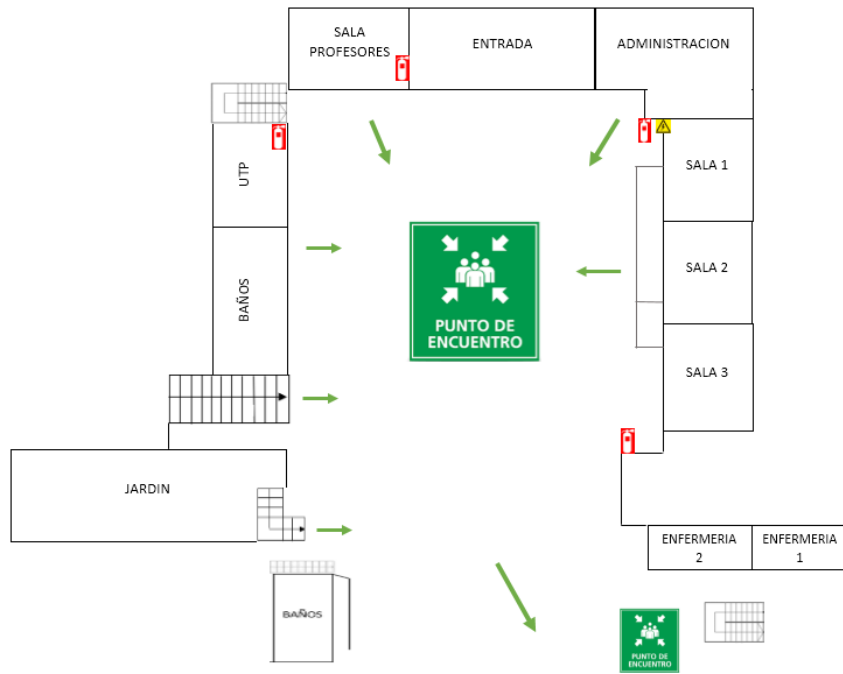 SALA
PROFESORES
ENTRADA
ADMINISTRACION
UTP
SALA 1
BAÑOS
SALA 2
PUNTO DE
ENCUENTRO
SALA 3
JARDIN
ENFERMERIA
2
ENFERMERIA
1
BAÑOS
PUNTO DE
ENCUENTRO